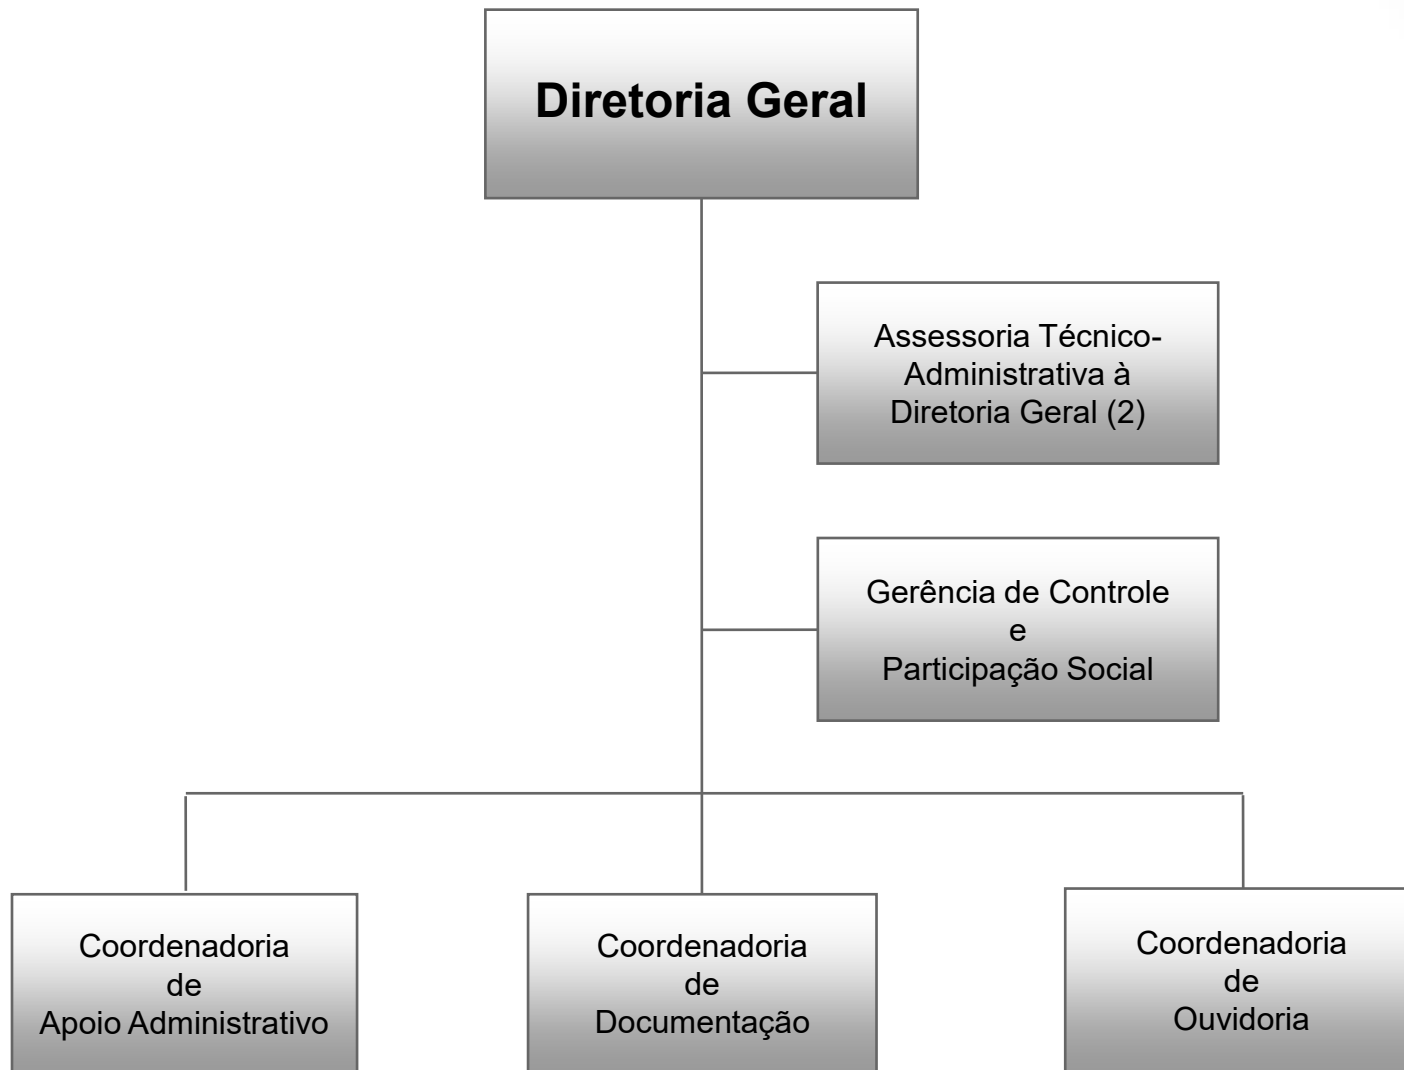 Diretoria Geral
Assessoria Técnico-
Administrativa à
Diretoria Geral (2)
Gerência de Controle
e
Participação Social
Coordenadoria
de
Apoio Administrativo
Coordenadoria
de
Documentação
Coordenadoria
de
Ouvidoria